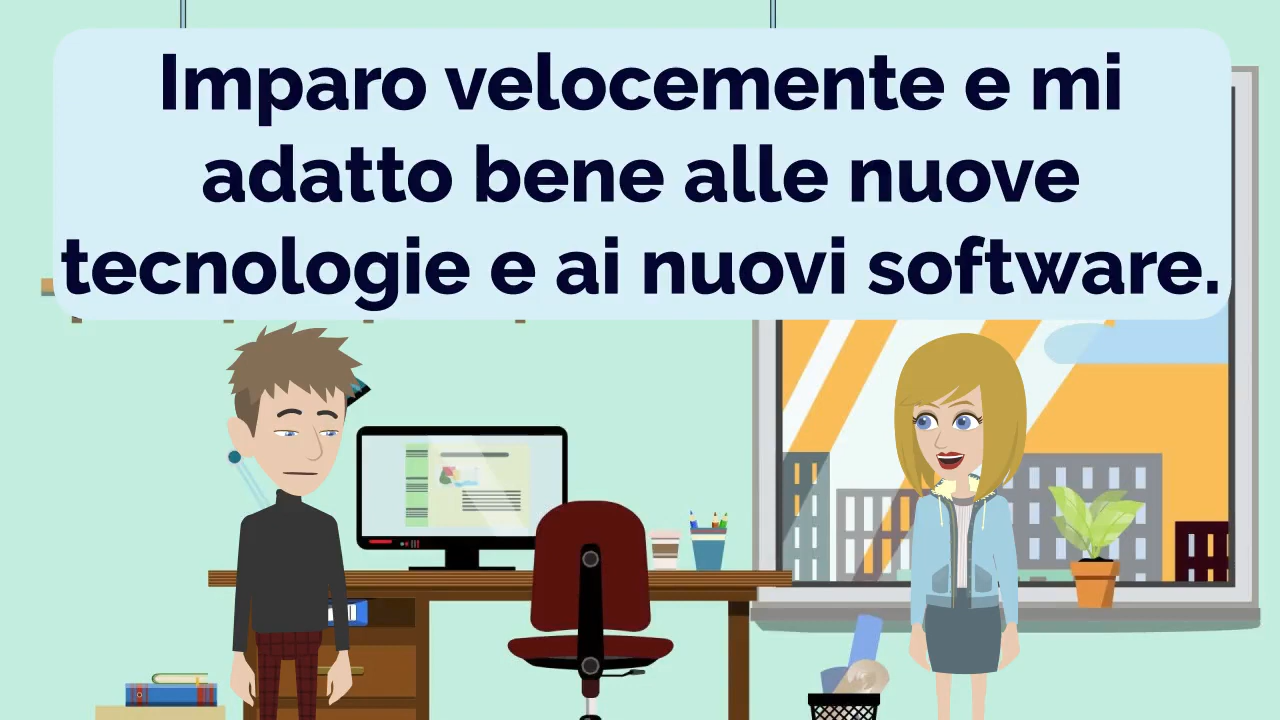 Imparo velocemente e mi
adatto bene alle nuove
tecnologie e ai nuovi software.